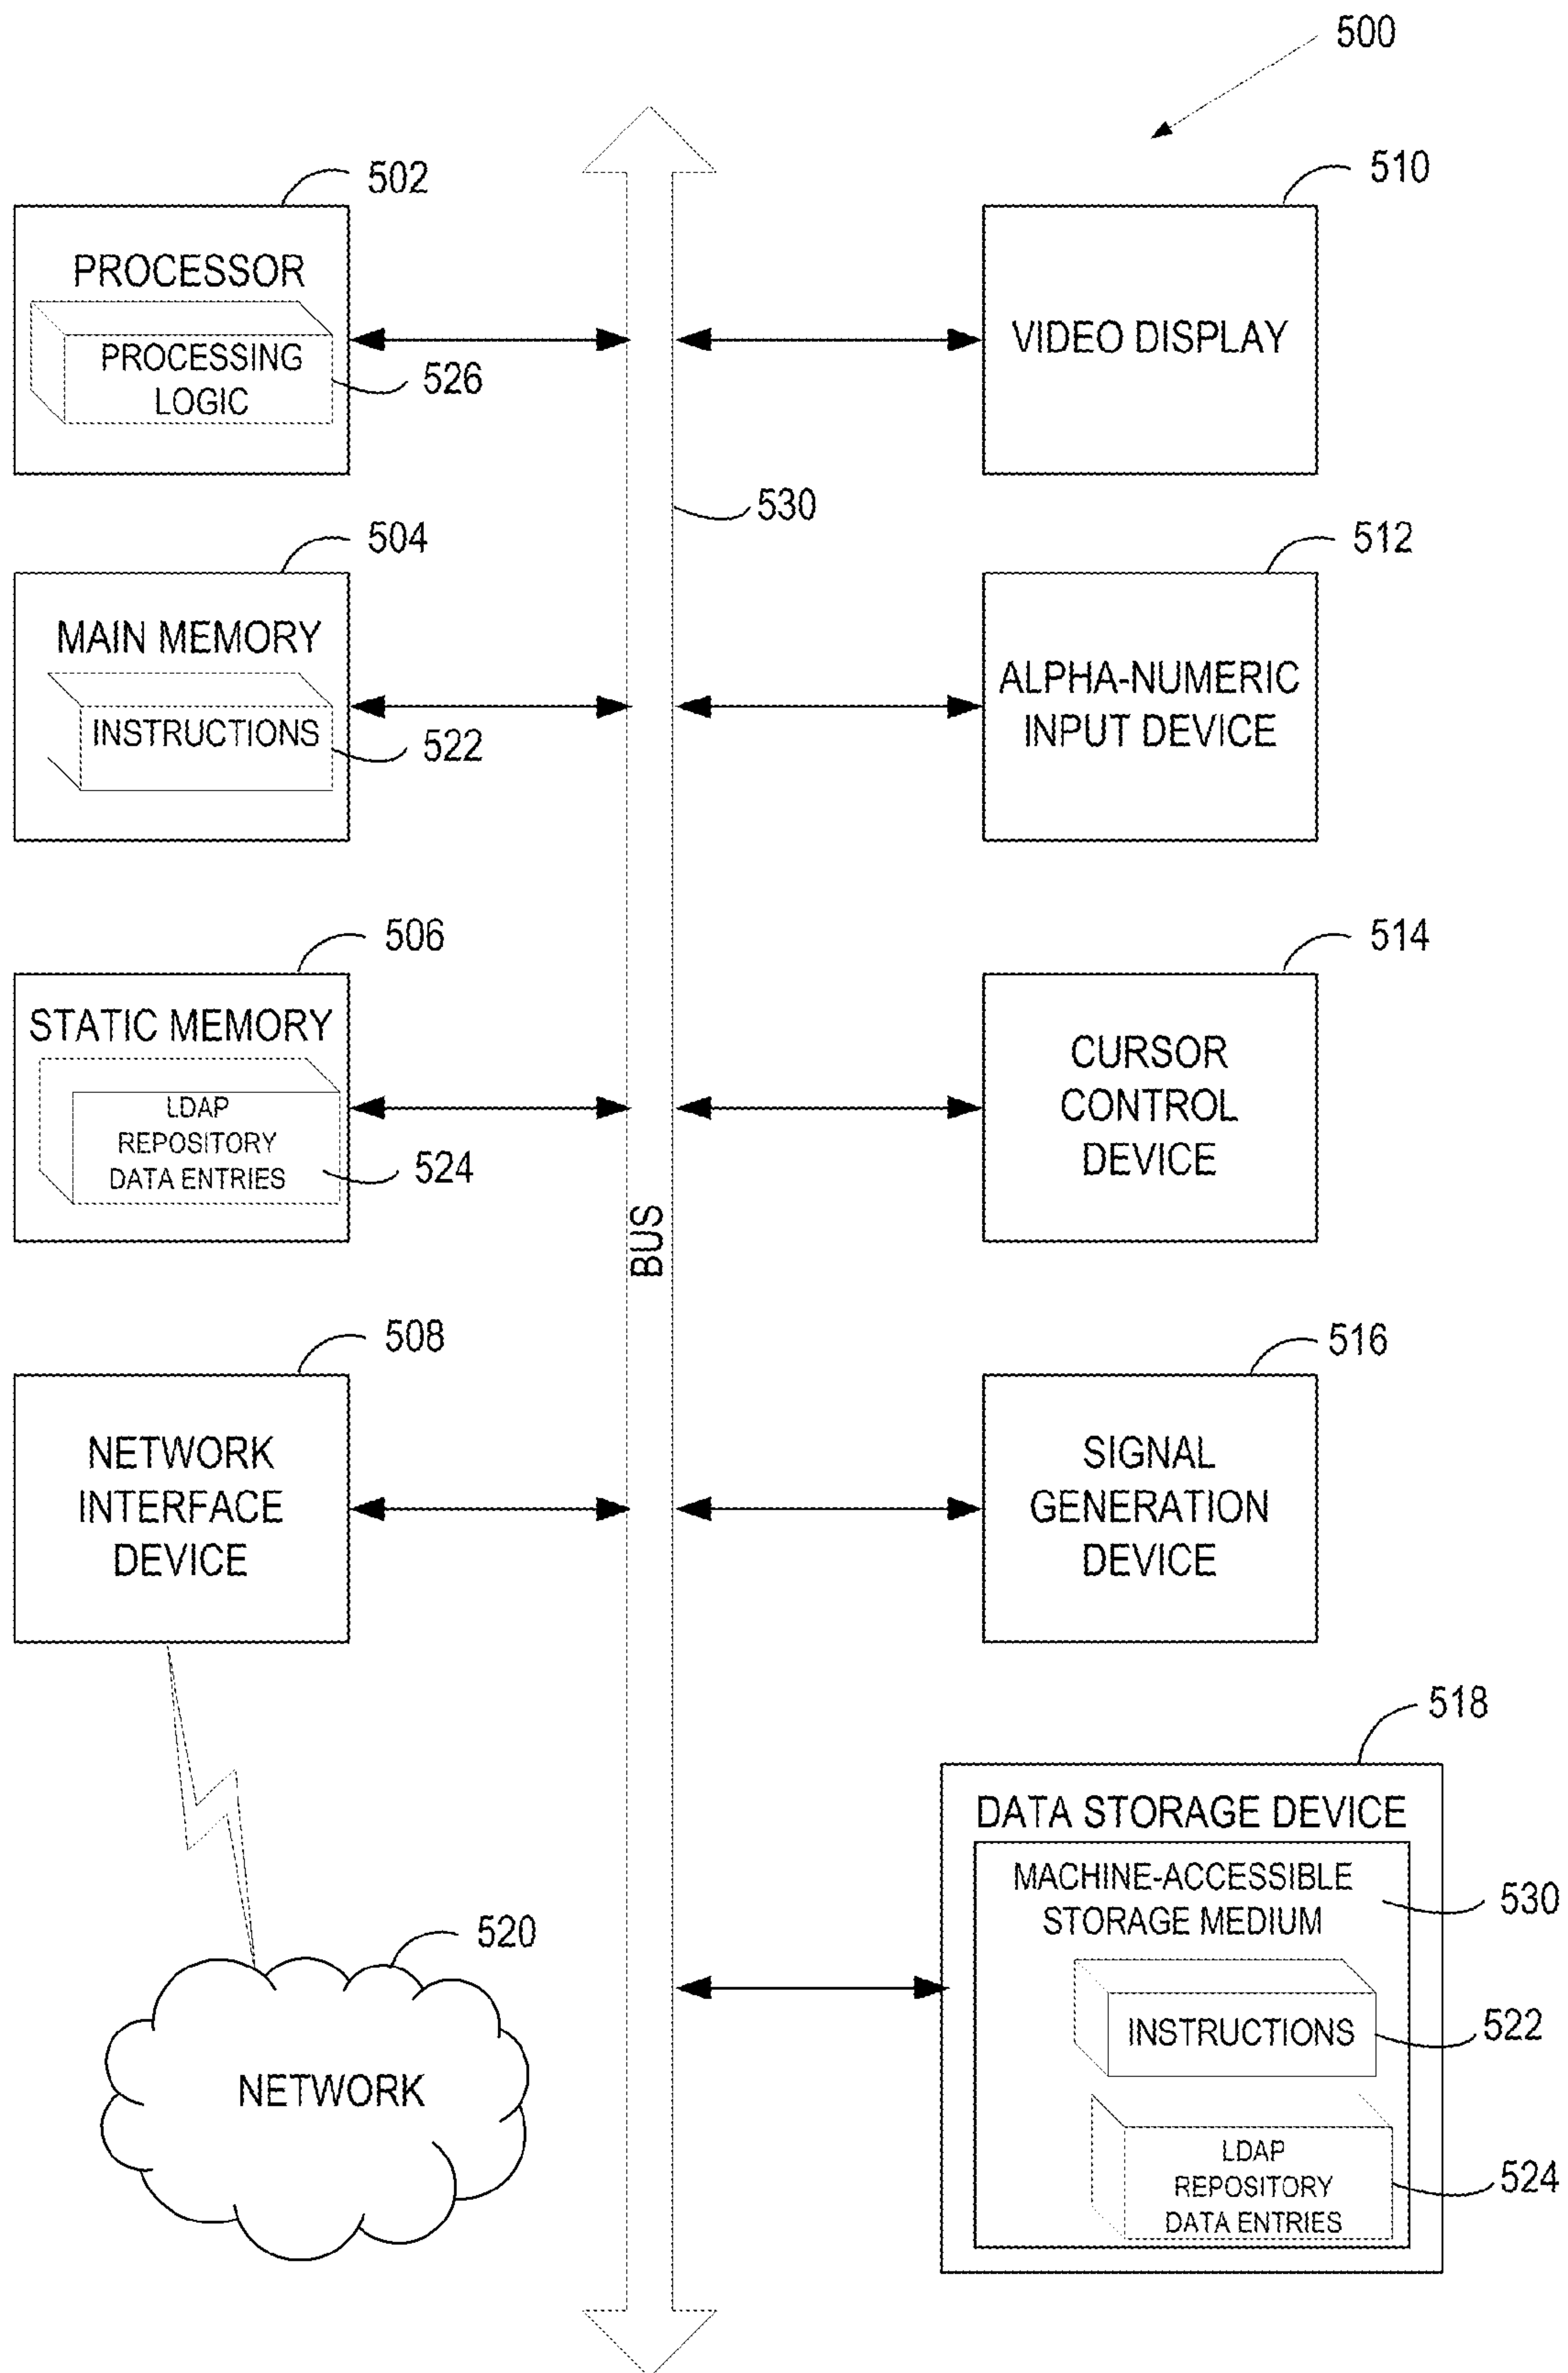 500
502
PROCESSOR
PROCESSING
LOGIC
526
510
VIDEO DISPLAY
530
504
MAIN MEMORY
INSTRUCTIONS
522
512
ALPHA-NUMERIC
INPUT DEVICE
506
STATIC MEMORY
LDAP
REPOSITORY
DATA ENTRIES
524
514
CURSOR
CONTROL
DEVICE
BUS
508
NETWORK
INTERFACE
DEVICE
516
SIGNAL
GENERATION
DEVICE
518
DATA STORAGE DEVICE
MACHINE-ACCESSIBLE
STORAGE MEDIUM
530
INSTRUCTIONS
522
LDAP
REPOSITORY
DATA ENTRIES
524
520
NETWORK